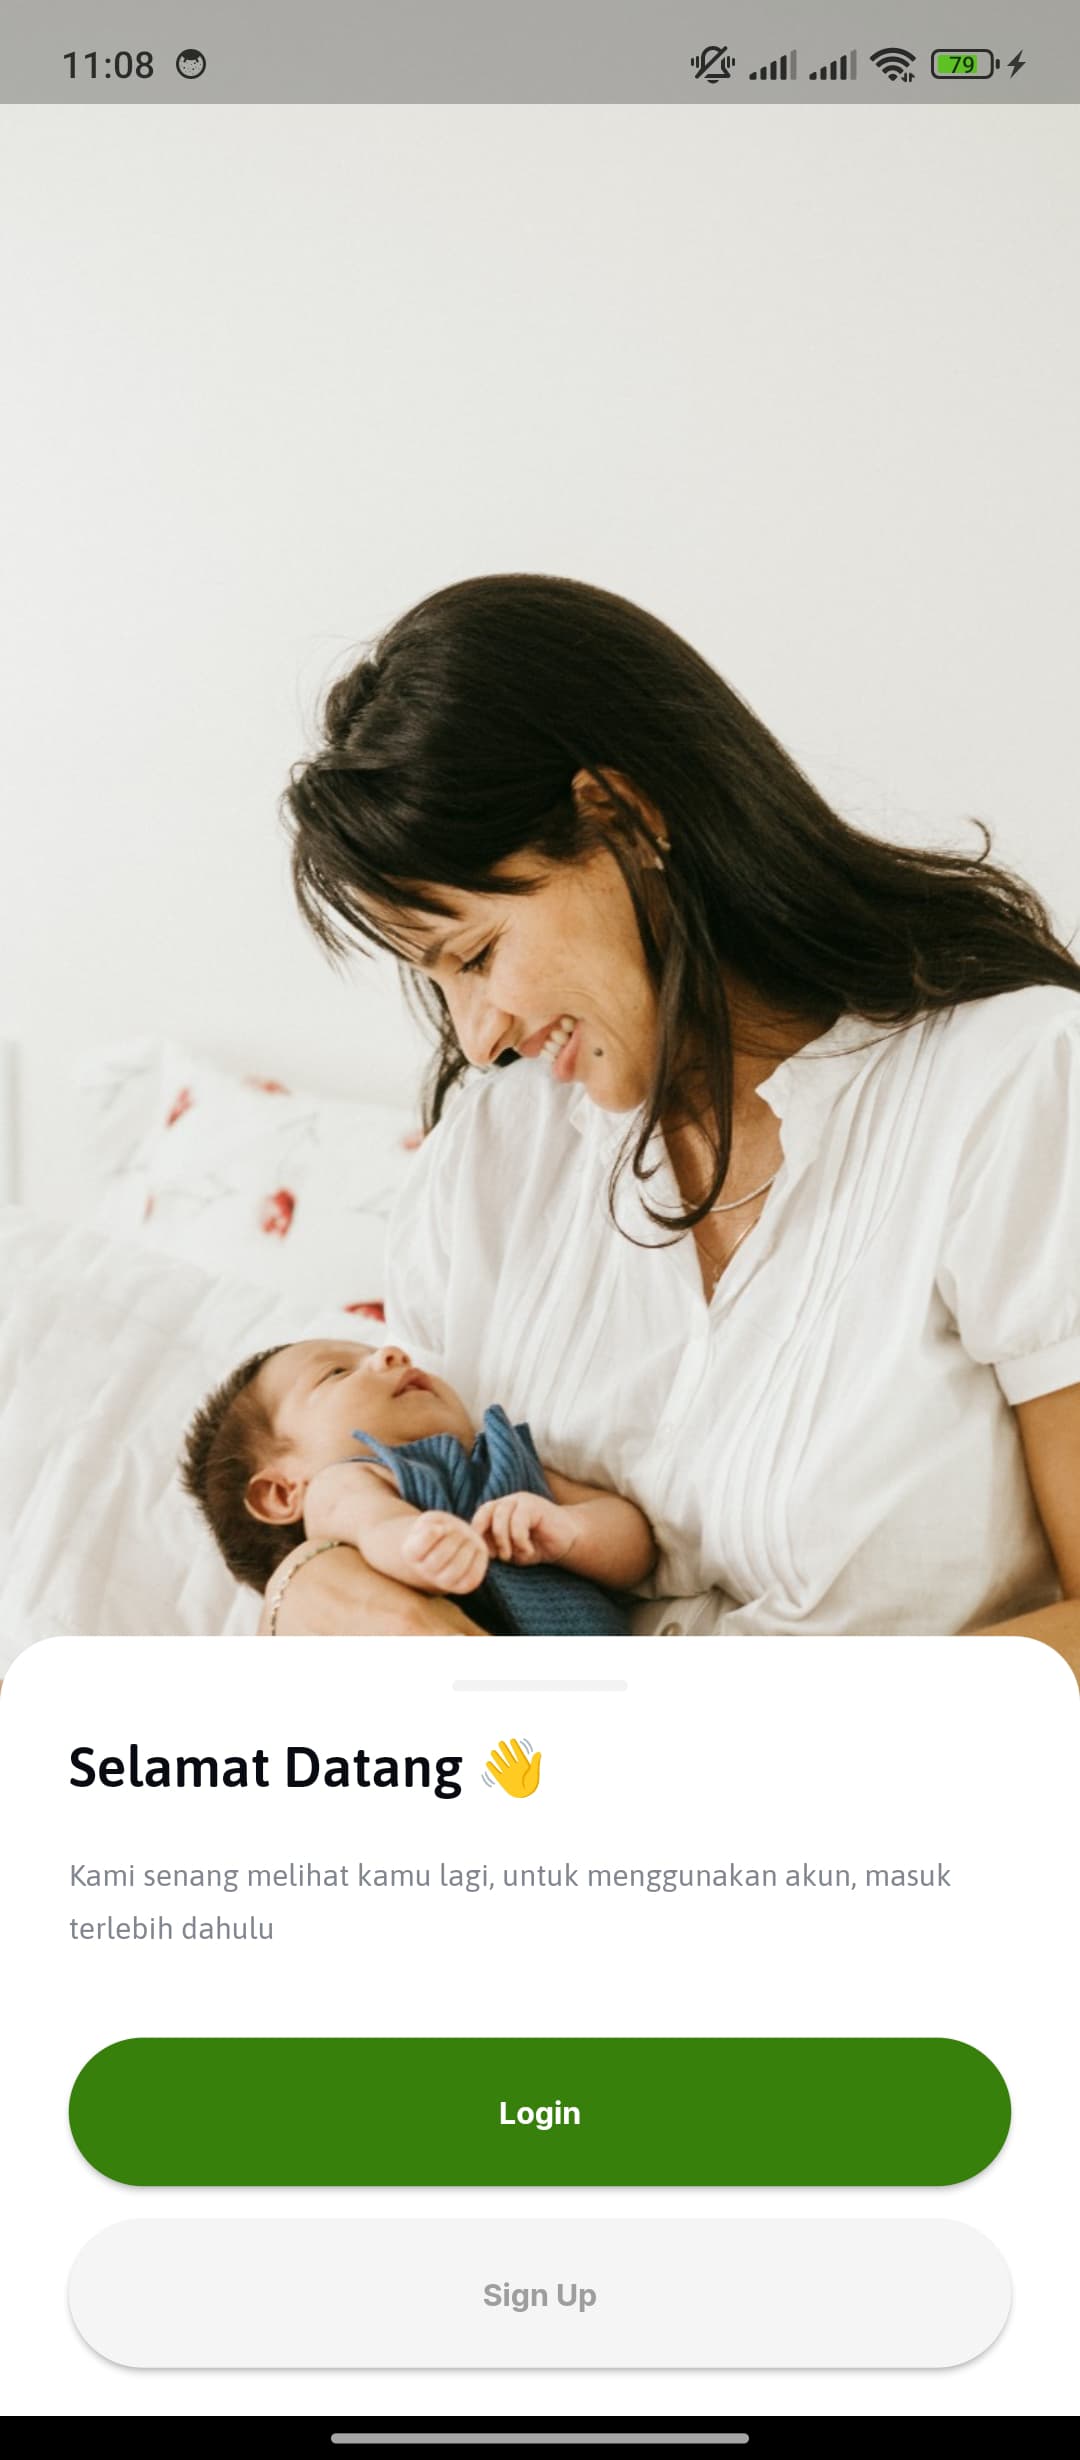 11:08
79
Selamat Datang 👋
Kami senang melihat kamu lagi, untuk menggunakan akun, masuk
terlebih dahulu
Login
Sign Up